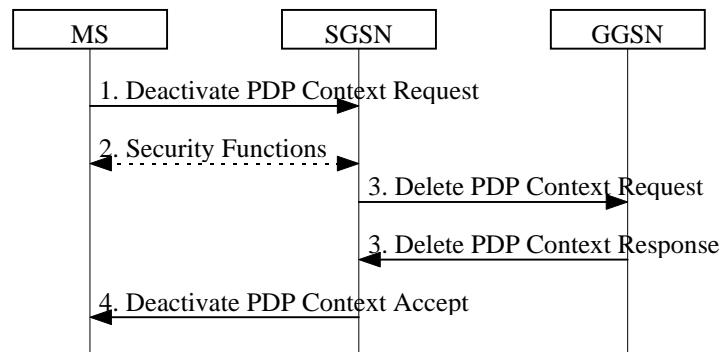 MS SGSN GGSN
1. Deactivate PDP Context Request
2. Security Functions
3. Delete PDP Context Request
3. Delete PDP Context Response
4. Deactivate PDP Context Accept